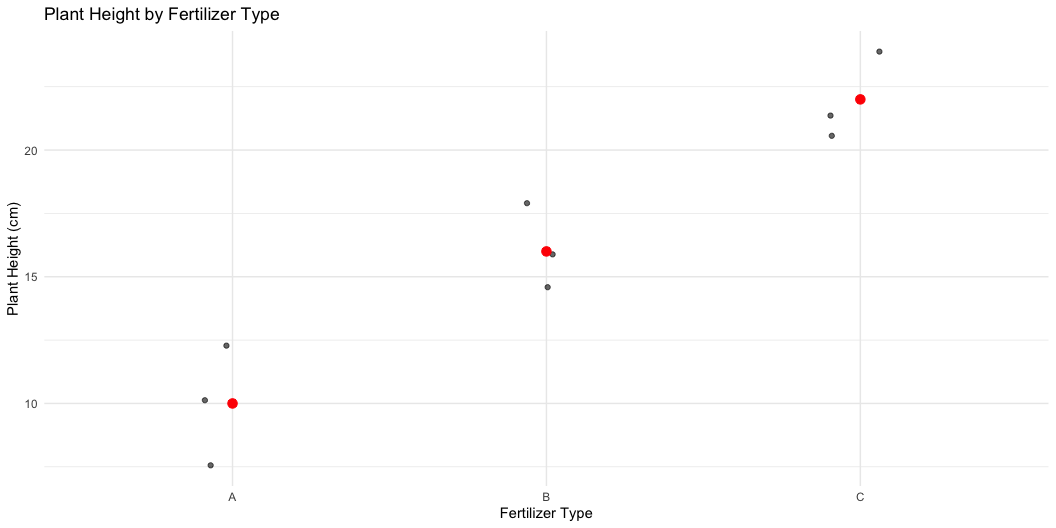 Plant Height by Fertilizer Type
Plant Height (cm)
20
15
10
A
B
C
Fertilizer Type